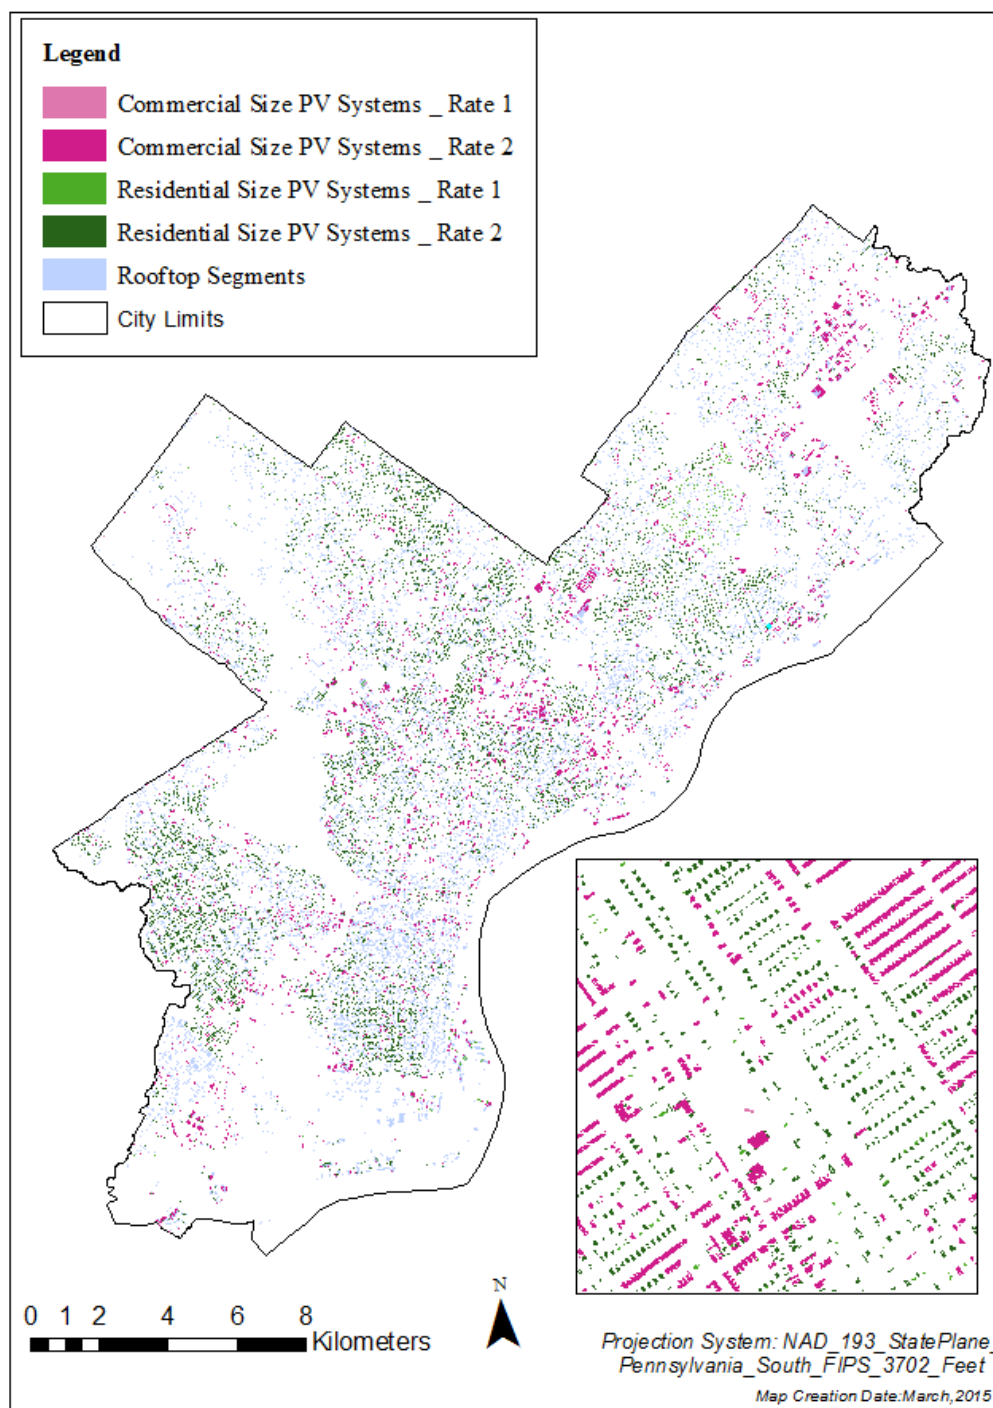 Legend
Commercial Size PV Systems _ Rate 1
Commercial Size PV Systems _ Rate 2
Residential Size PV Systems _ Rate 1
Residential Size PV Systems _ Rate 2
Rooftop Segments
City Limits
N
0 1 2 4 6 8
Kilometers
Projection System: NAD_193_StatePlane_
Pennsylvania_South_FIPS_3702_Feet
Map Creation Date:March,2015